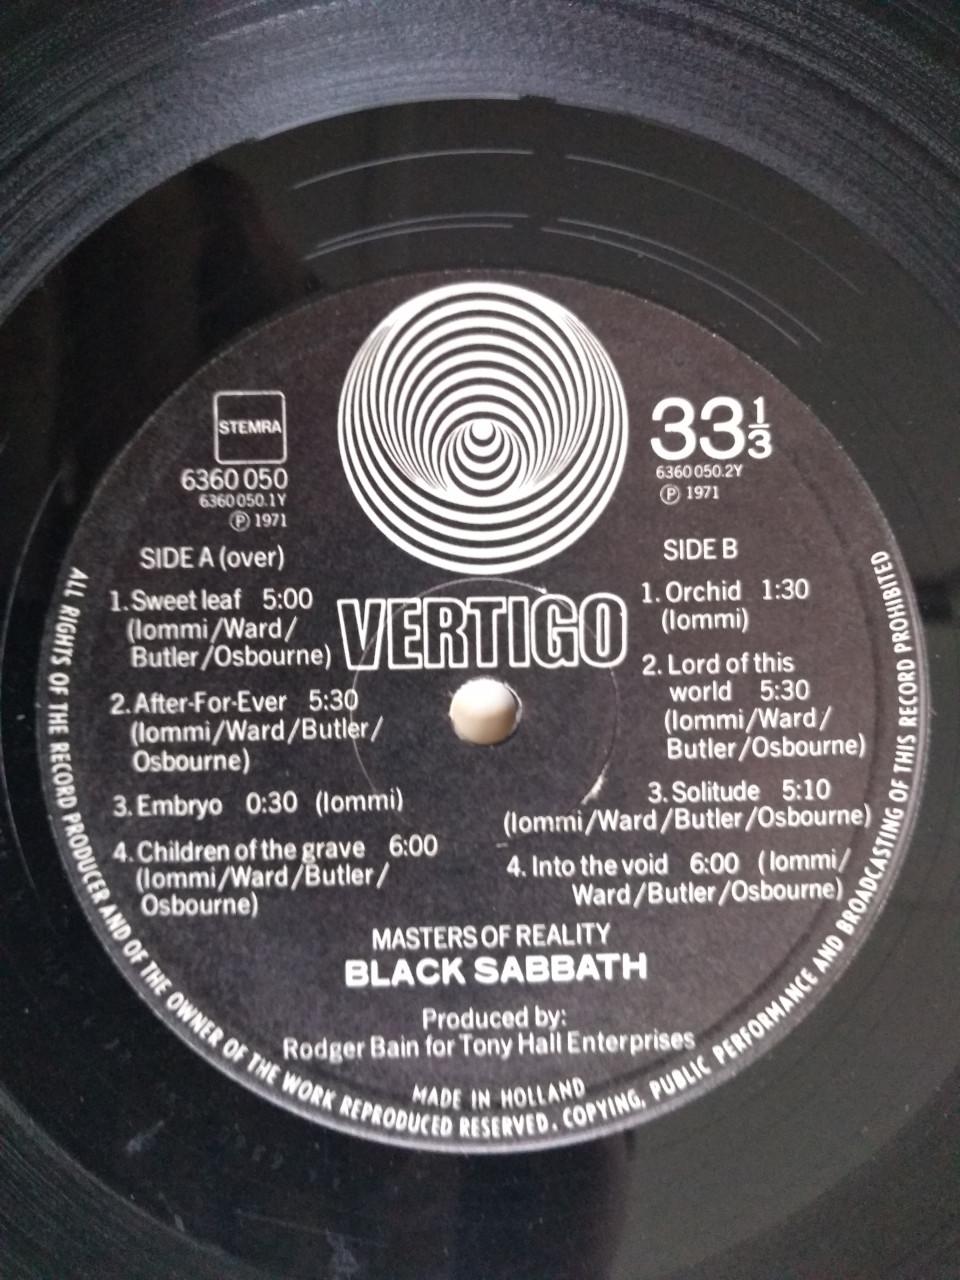 STEMRA
6360 050
6360 050.1Y
Ⓟ 1971
33 1/3
6360 050.2Y
Ⓟ 1971
VERTIGO
SIDE A (over)
1. Sweet leaf 5:00
(Iommi/Ward/
Butler/Osbourne)
2. After-For-Ever 5:30
(Iommi/Ward/Butler/
Osbourne)
3. Embryo 0:30 (Iommi)
4. Children of the grave 6:00
(Iommi/Ward/Butler/
Osbourne)
SIDE B
1. Orchid 1:30
(Iommi)
2. Lord of this
world 5:30
(Iommi/Ward/
Butler/Osbourne)
3. Solitude 5:10
(Iommi/Ward/Butler/Osbourne)
4. Into the void 6:00 (Iommi/
Ward/Butler/Osbourne)
MASTERS OF REALITY
BLACK SABBATH
Produced by:
Rodger Bain for Tony Hall Enterprises
MADE IN HOLLAND
ALL RIGHTS OF THE RECORD PRODUCER AND OF THE OWNER OF THE WORK REPRODUCED RESERVED. COPYING, PUBLIC PERFORMANCE AND BROADCASTING OF THIS RECORD PROHIBITED